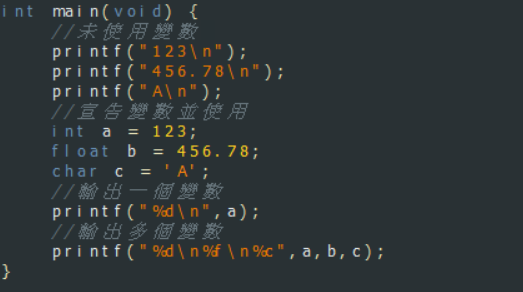 int main(void) {
    //未使用變數
    printf("123\n");
    printf("456.78\n");
    printf("A\n");
    //宣告變數並使用
    int a = 123;
    float b = 456.78;
    char c = 'A';
    //輸出一個變數
    printf("%d\n",a);
    //輸出多個變數
    printf("%d\n%f\n%c",a,b,c);
}